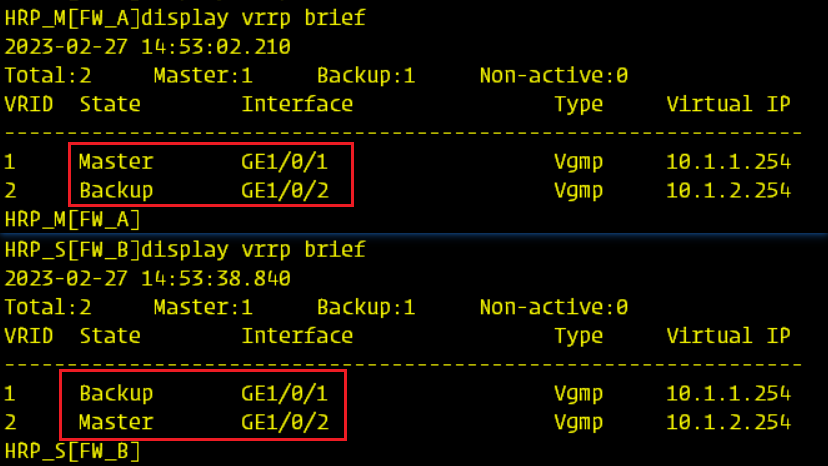 HRP_M[FW_A]display vrrp brief
2023-02-27 14:53:02.210
Total:2     Master:1     Backup:1     Non-active:0
VRID  State          Interface                    Type      Virtual IP
----------------------------------------------------------------
1     Master         GE1/0/1                      Vgmp      10.1.1.254
2     Backup         GE1/0/2                      Vgmp      10.1.2.254
HRP_M[FW_A]
HRP_S[FW_B]display vrrp brief
2023-02-27 14:53:38.840
Total:2     Master:1     Backup:1     Non-active:0
VRID  State          Interface                    Type      Virtual IP
----------------------------------------------------------------
1     Backup         GE1/0/1                      Vgmp      10.1.1.254
2     Master         GE1/0/2                      Vgmp      10.1.2.254
HRP_S[FW_B]